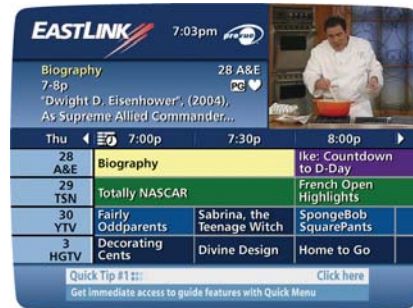 EASTLINK
7:03pm
Biography 28 A&E
7-8p PG
"Dwight D. Eisenhower", (2004),
As Supreme Allied Commander...
Thu 7:00p 7:30p 8:00p
28 A&E
Biography
Ike: Countdown
to D-Day
29 TSN
Totally NASCAR
French Open
Highlights
30 YTV
Fairly
Oddparents
Sabrina, the
Teenage Witch
SpongeBob
SquarePants
3 HGTV
Decorating
Cents
Divine Design
Home to Go
Quick Tip #1 Click here
Get immediate access to guide features with Quick Menu